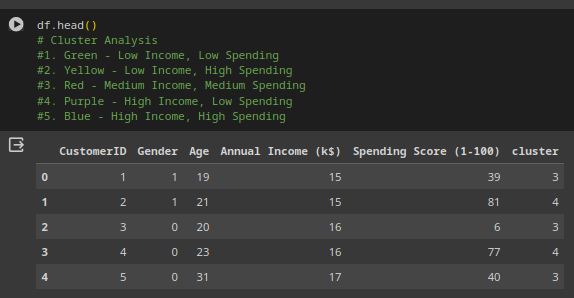 df.head()
# Cluster Analysis
#1. Green - Low Income, Low Spending
#2. Yellow - Low Income, High Spending
#3. Red - Medium Income, Medium Spending
#4. Purple - High Income, Low Spending
#5. Blue - High Income, High Spending
CustomerID Gender Age Annual Income (k$) Spending Score (1-100) cluster
0 1 1 19 15 39 3
1 2 1 21 15 81 4
2 3 0 20 16 6 3
3 4 0 23 16 77 4
4 5 0 31 17 40 3